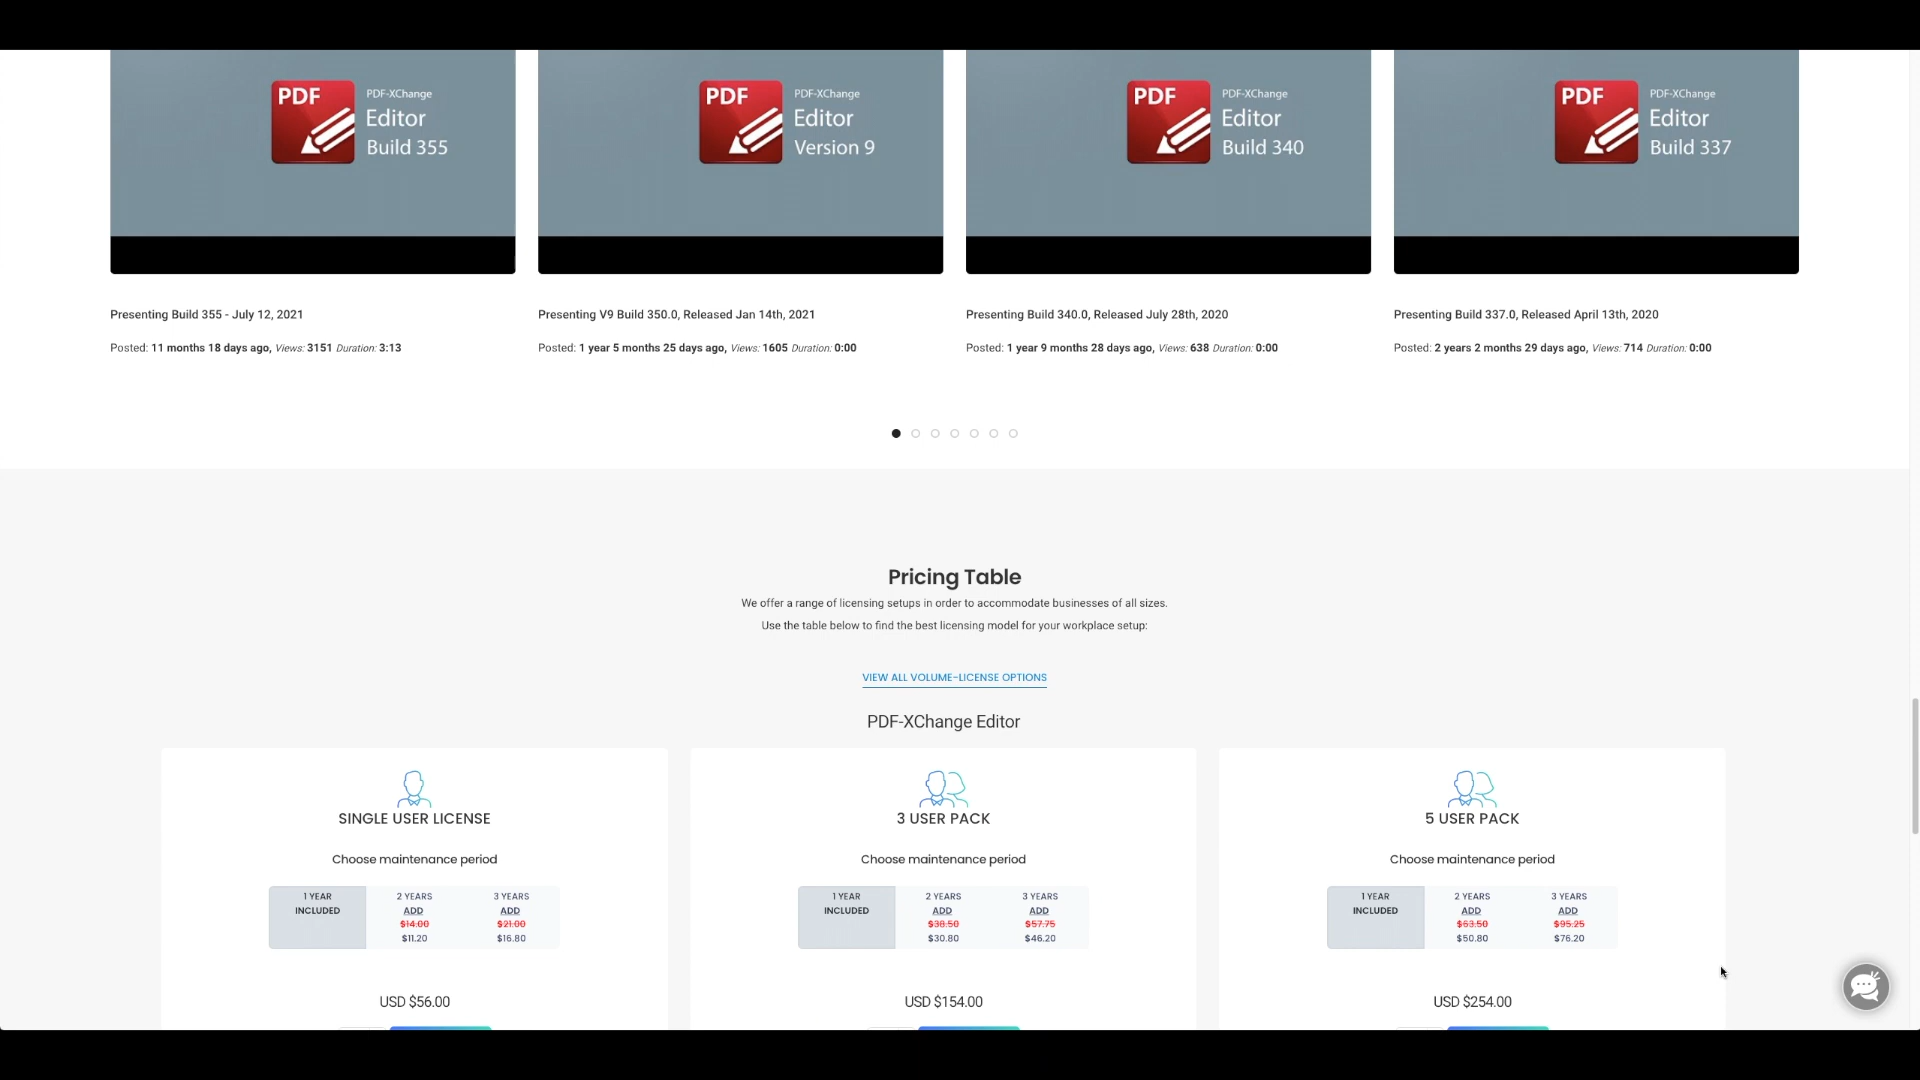 PDF
PDF-XChange
Editor
Build 355
PDF
PDF-XChange
Editor
Version 9
PDF
PDF-XChange
Editor
Build 340
PDF
PDF-XChange
Editor
Build 337
Presenting Build 355 - July 12, 2021
Posted: 11 months 18 days ago, Views: 3151 Duration: 3:13
Presenting V9 Build 350.0, Released Jan 14th, 2021
Posted: 1 year 5 months 25 days ago, Views: 1605 Duration: 0:00
Presenting Build 340.0, Released July 28th, 2020
Posted: 1 year 9 months 28 days ago, Views: 638 Duration: 0:00
Presenting Build 337.0, Released April 13th, 2020
Posted: 2 years 2 months 29 days ago, Views: 714 Duration: 0:00
Pricing Table
We offer a range of licensing setups in order to accommodate businesses of all sizes.
Use the table below to find the best licensing model for your workplace setup:
VIEW ALL VOLUME-LICENSE OPTIONS
PDF-XChange Editor
SINGLE USER LICENSE
Choose maintenance period
1 YEAR 2 YEARS 3 YEARS
INCLUDED ADD ADD
$14.00 $21.00
$11.20 $16.80
USD $56.00
3 USER PACK
Choose maintenance period
1 YEAR 2 YEARS 3 YEARS
INCLUDED ADD ADD
$38.50 $57.75
$30.80 $46.20
USD $154.00
5 USER PACK
Choose maintenance period
1 YEAR 2 YEARS 3 YEARS
INCLUDED ADD ADD
$63.50 $95.25
$50.80 $76.20
USD $254.00